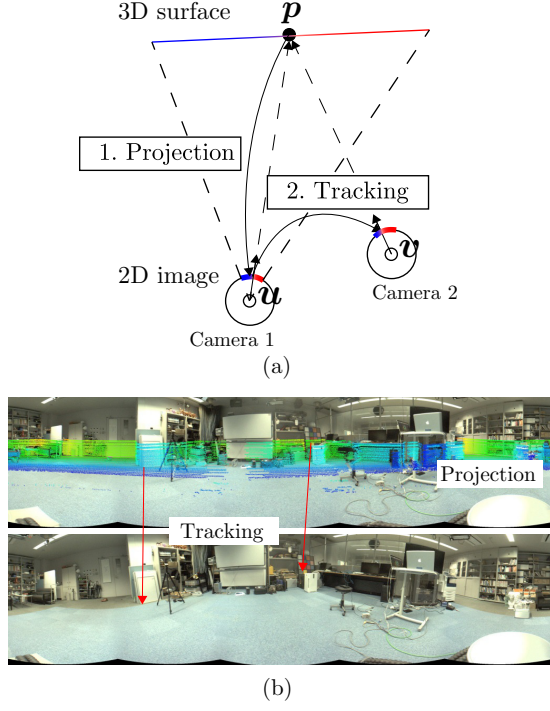 3D surface
p
1. Projection
2. Tracking
v
2D image
u
Camera 2
Camera 1
(a)
Projection
Tracking
(b)